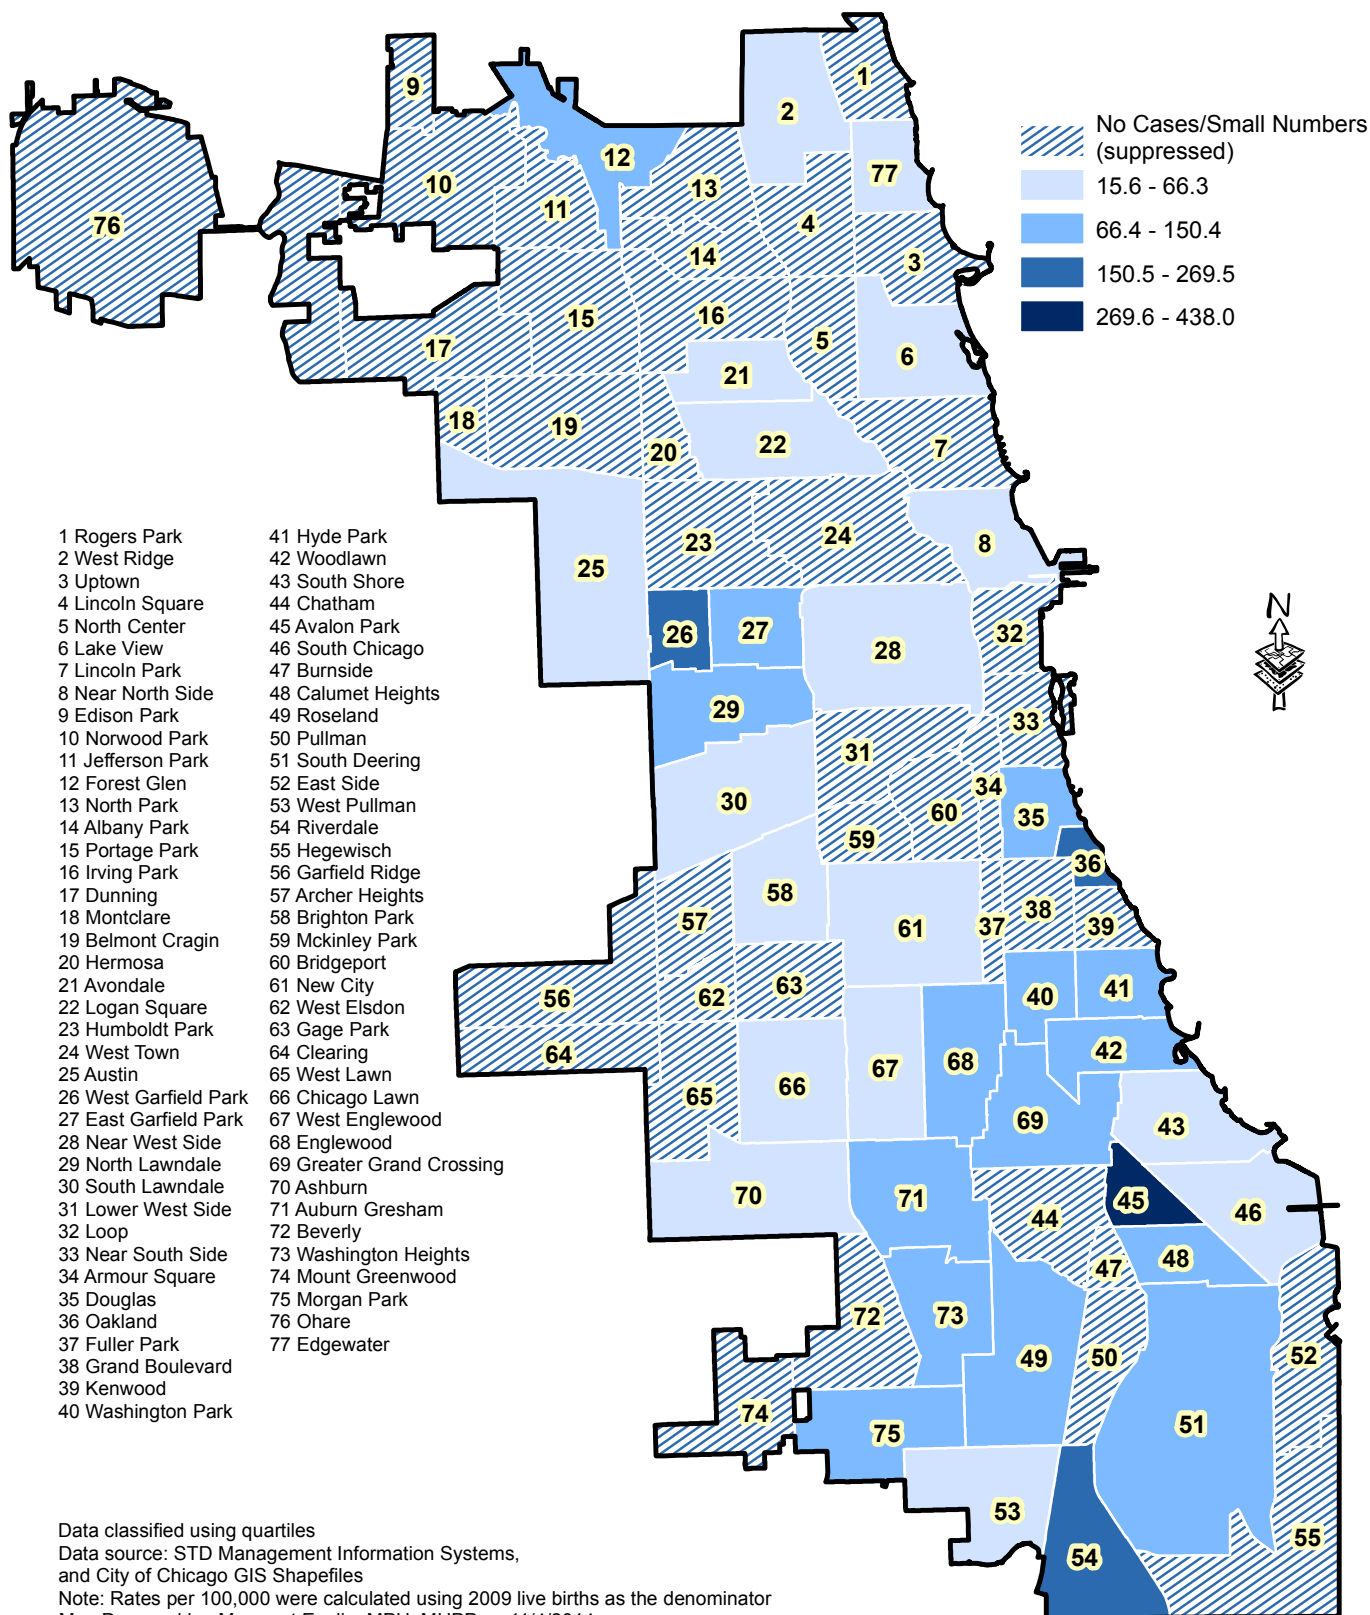 No Cases/Small Numbers
(suppressed)
15.6 - 66.3
66.4 - 150.4
150.5 - 269.5
269.6 - 438.0
N
1
2
3
4
5
6
7
8
9
10
11
12
13
14
15
16
17
18
19
20
21
22
23
24
25
26
27
28
29
30
31
32
33
34
35
36
37
38
39
40
41
42
43
44
45
46
47
48
49
50
51
52
53
54
55
56
57
58
59
60
61
62
63
64
65
66
67
68
69
70
71
72
73
74
75
76
77
1 Rogers Park
2 West Ridge
3 Uptown
4 Lincoln Square
5 North Center
6 Lake View
7 Lincoln Park
8 Near North Side
9 Edison Park
10 Norwood Park
11 Jefferson Park
12 Forest Glen
13 North Park
14 Albany Park
15 Portage Park
16 Irving Park
17 Dunning
18 Montclare
19 Belmont Cragin
20 Hermosa
21 Avondale
22 Logan Square
23 Humboldt Park
24 West Town
25 Austin
26 West Garfield Park
27 East Garfield Park
28 Near West Side
29 North Lawndale
30 South Lawndale
31 Lower West Side
32 Loop
33 Near South Side
34 Armour Square
35 Douglas
36 Oakland
37 Fuller Park
38 Grand Boulevard
39 Kenwood
40 Washington Park
41 Hyde Park
42 Woodlawn
43 South Shore
44 Chatham
45 Avalon Park
46 South Chicago
47 Burnside
48 Calumet Heights
49 Roseland
50 Pullman
51 South Deering
52 East Side
53 West Pullman
54 Riverdale
55 Hegewisch
56 Garfield Ridge
57 Archer Heights
58 Brighton Park
59 Mckinley Park
60 Bridgeport
61 New City
62 West Elsdon
63 Gage Park
64 Clearing
65 West Lawn
66 Chicago Lawn
67 West Englewood
68 Englewood
69 Greater Grand Crossing
70 Ashburn
71 Auburn Gresham
72 Beverly
73 Washington Heights
74 Mount Greenwood
75 Morgan Park
76 Ohare
77 Edgewater
Data classified using quartiles
Data source: STD Management Information Systems,
and City of Chicago GIS Shapefiles
Note: Rates per 100,000 were calculated using 2009 live births as the denominator